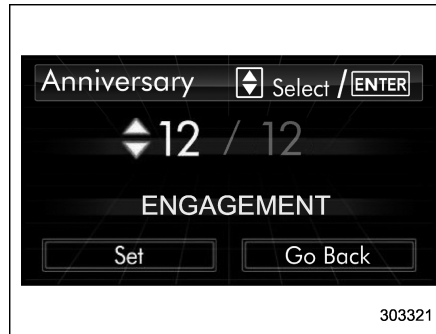 Anniversary Select / ENTER
12 / 12
ENGAGEMENT
Set Go Back
303321